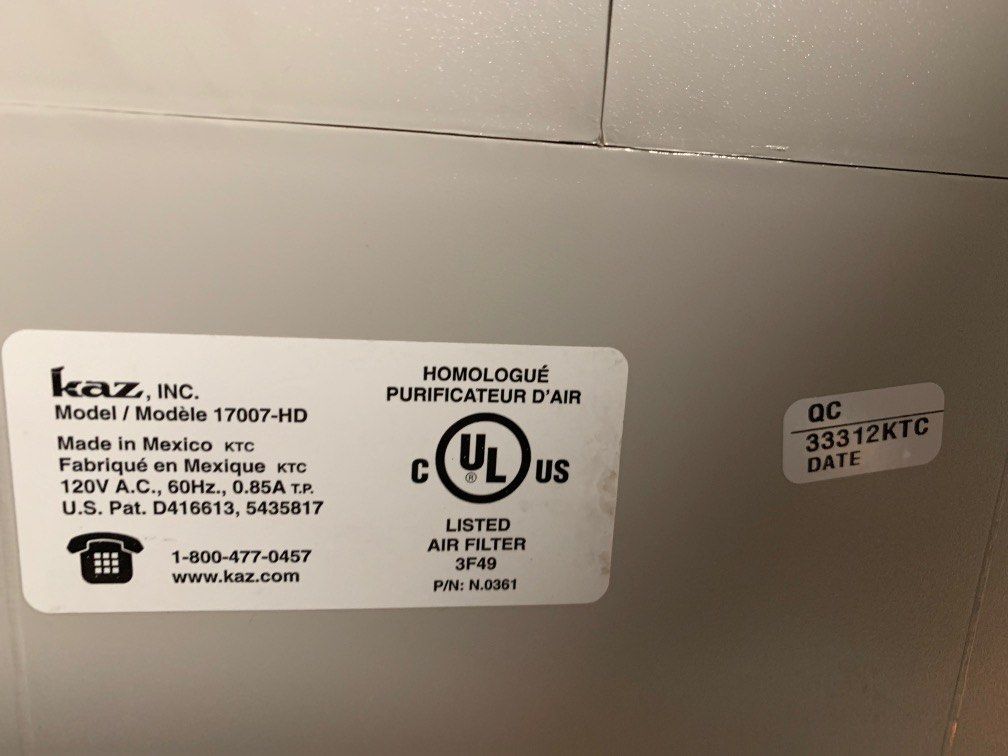 kaz, INC.
Model / Modèle 17007-HD
Made in Mexico KTC
Fabriqué en Mexique KTC
120V A.C., 60Hz., 0.85A T.P.
U.S. Pat. D416613, 5435817
1-800-477-0457
www.kaz.com
HOMOLOGUÉ
PURIFICATEUR D'AIR
C UL ® US
LISTED
AIR FILTER
3F49
P/N: N.0361
QC
33312KTC
DATE